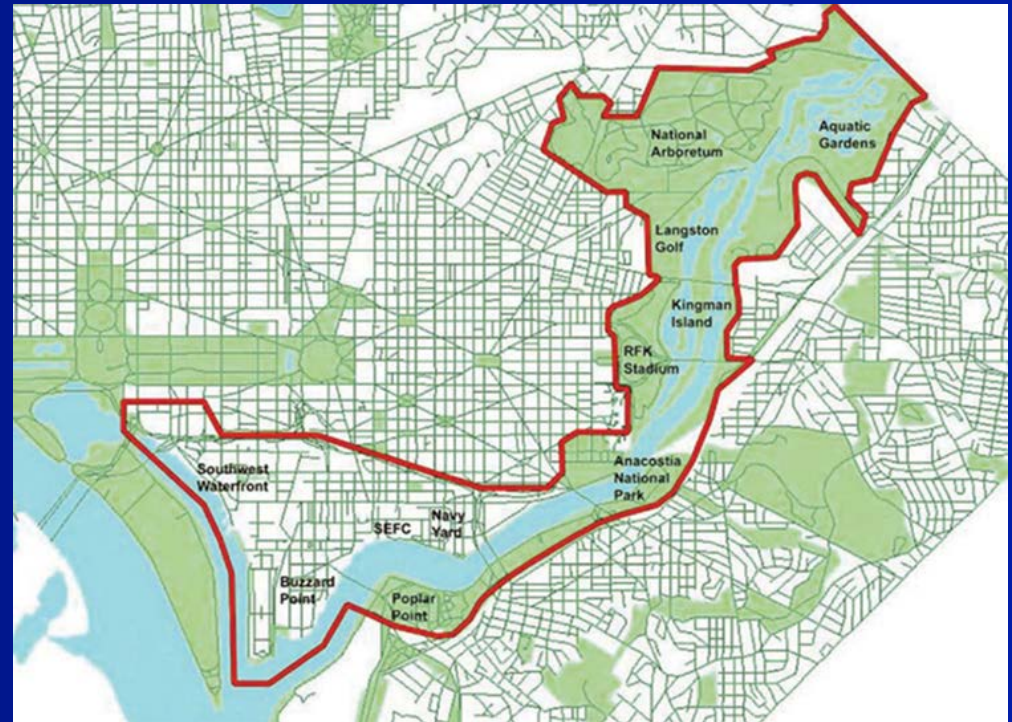 National
Arboretum
Aquatic
Gardens
Langston
Golf
Kingman
Island
RFK
Stadium
Anacostia
National
Park
Southwest
Waterfront
SEFC
Navy
Yard
Buzzard
Point
Poplar
Point